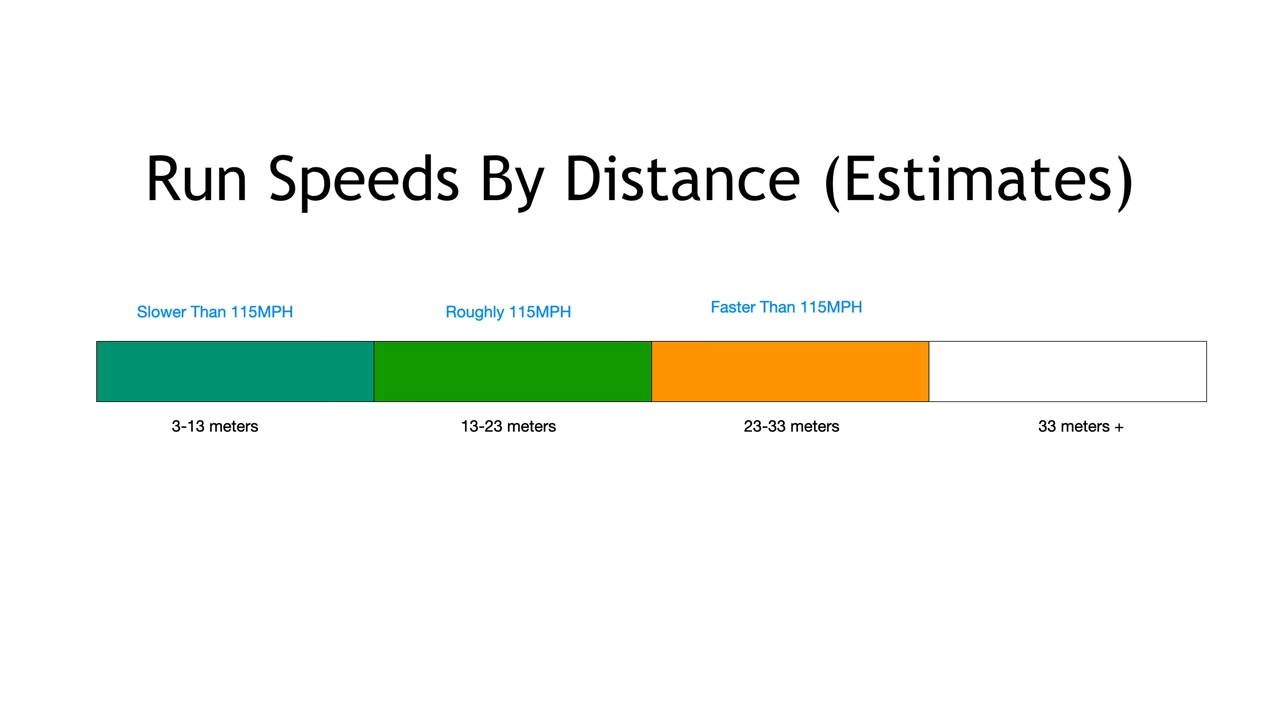 Run Speeds By Distance (Estimates)
Slower Than 115MPH
Roughly 115MPH
Faster Than 115MPH
3-13 meters
13-23 meters
23-33 meters
33 meters +